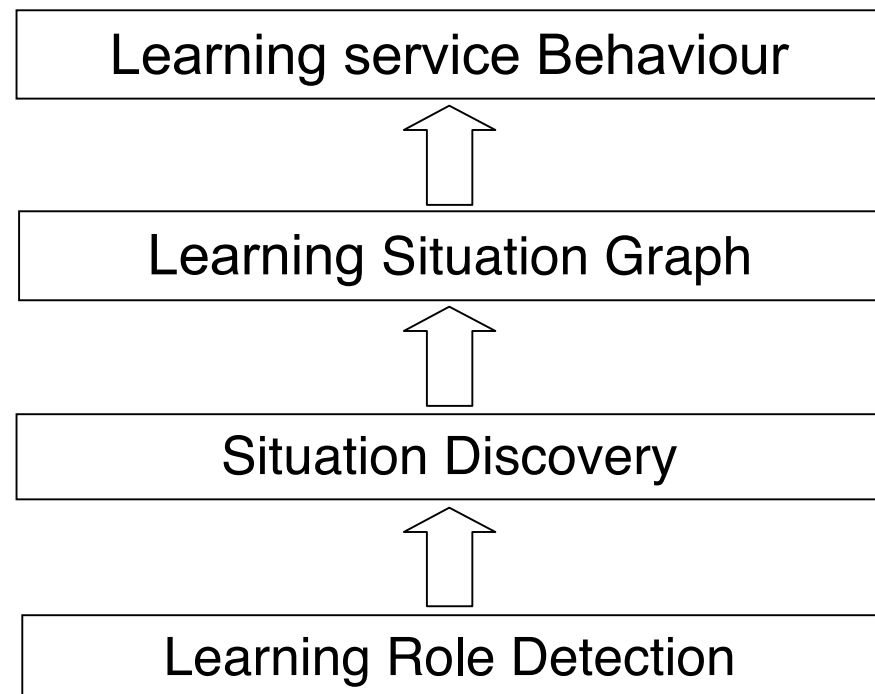 Learning service Behaviour
Learning Situation Graph
Situation Discovery
Learning Role Detection